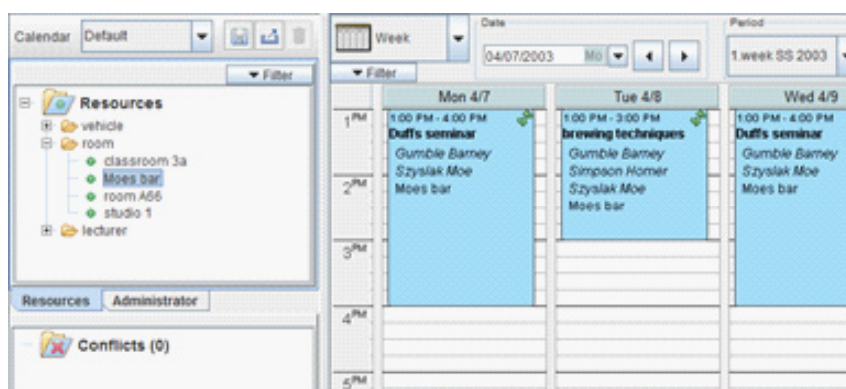 Calendar Default
Filter
Resources
vehicle
room
classroom 3a
Moes bar
room A66
studio 1
lecturer
Resources Administrator
Conflicts (0)
Week
Date
04/07/2003 Mo
Period
1.week SS 2003
Filter
Mon 4/7 Tue 4/8 Wed 4/9
1PM
2PM
3PM
4PM
5PM
1:00 PM - 4:00 PM
Duffs seminar
Gumble Barney
Szyslak Moe
Moes bar
1:00 PM - 3:00 PM
brewing techniques
Gumble Barney
Simpson Homer
Szyslak Moe
Moes bar
1:00 PM - 4:00 PM
Duffs seminar
Gumble Barney
Szyslak Moe
Moes bar